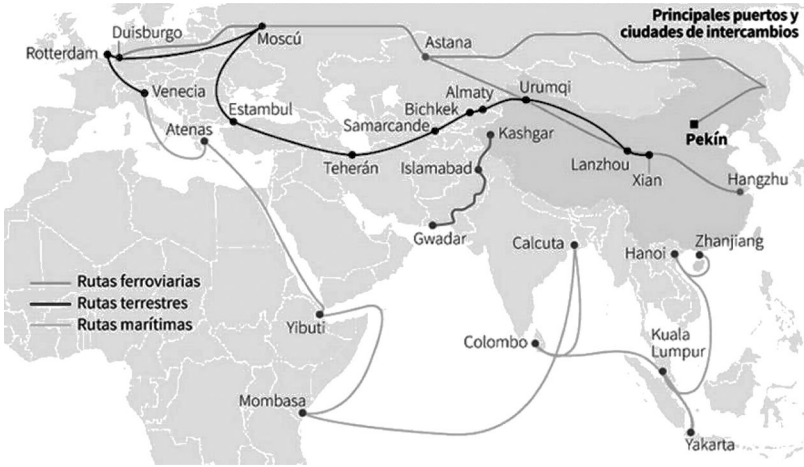 Principales puertos y
ciudades de intercambios
Duisburgo
Rotterdam
Moscú
Astana
Venecia
Urumqi
Almaty
Estambul
Bichkek
Atenas
Samarcande
Kashgar
Pekín
Teherán
Islamabad
Lanzhou
Xian
Hangzhu
Gwadar
Calcuta
Hanoi
Zhanjiang
Rutas ferroviarias
Rutas terrestres
Rutas marítimas
Yibuti
Colombo
Kuala
Lumpur
Mombasa
Yakarta